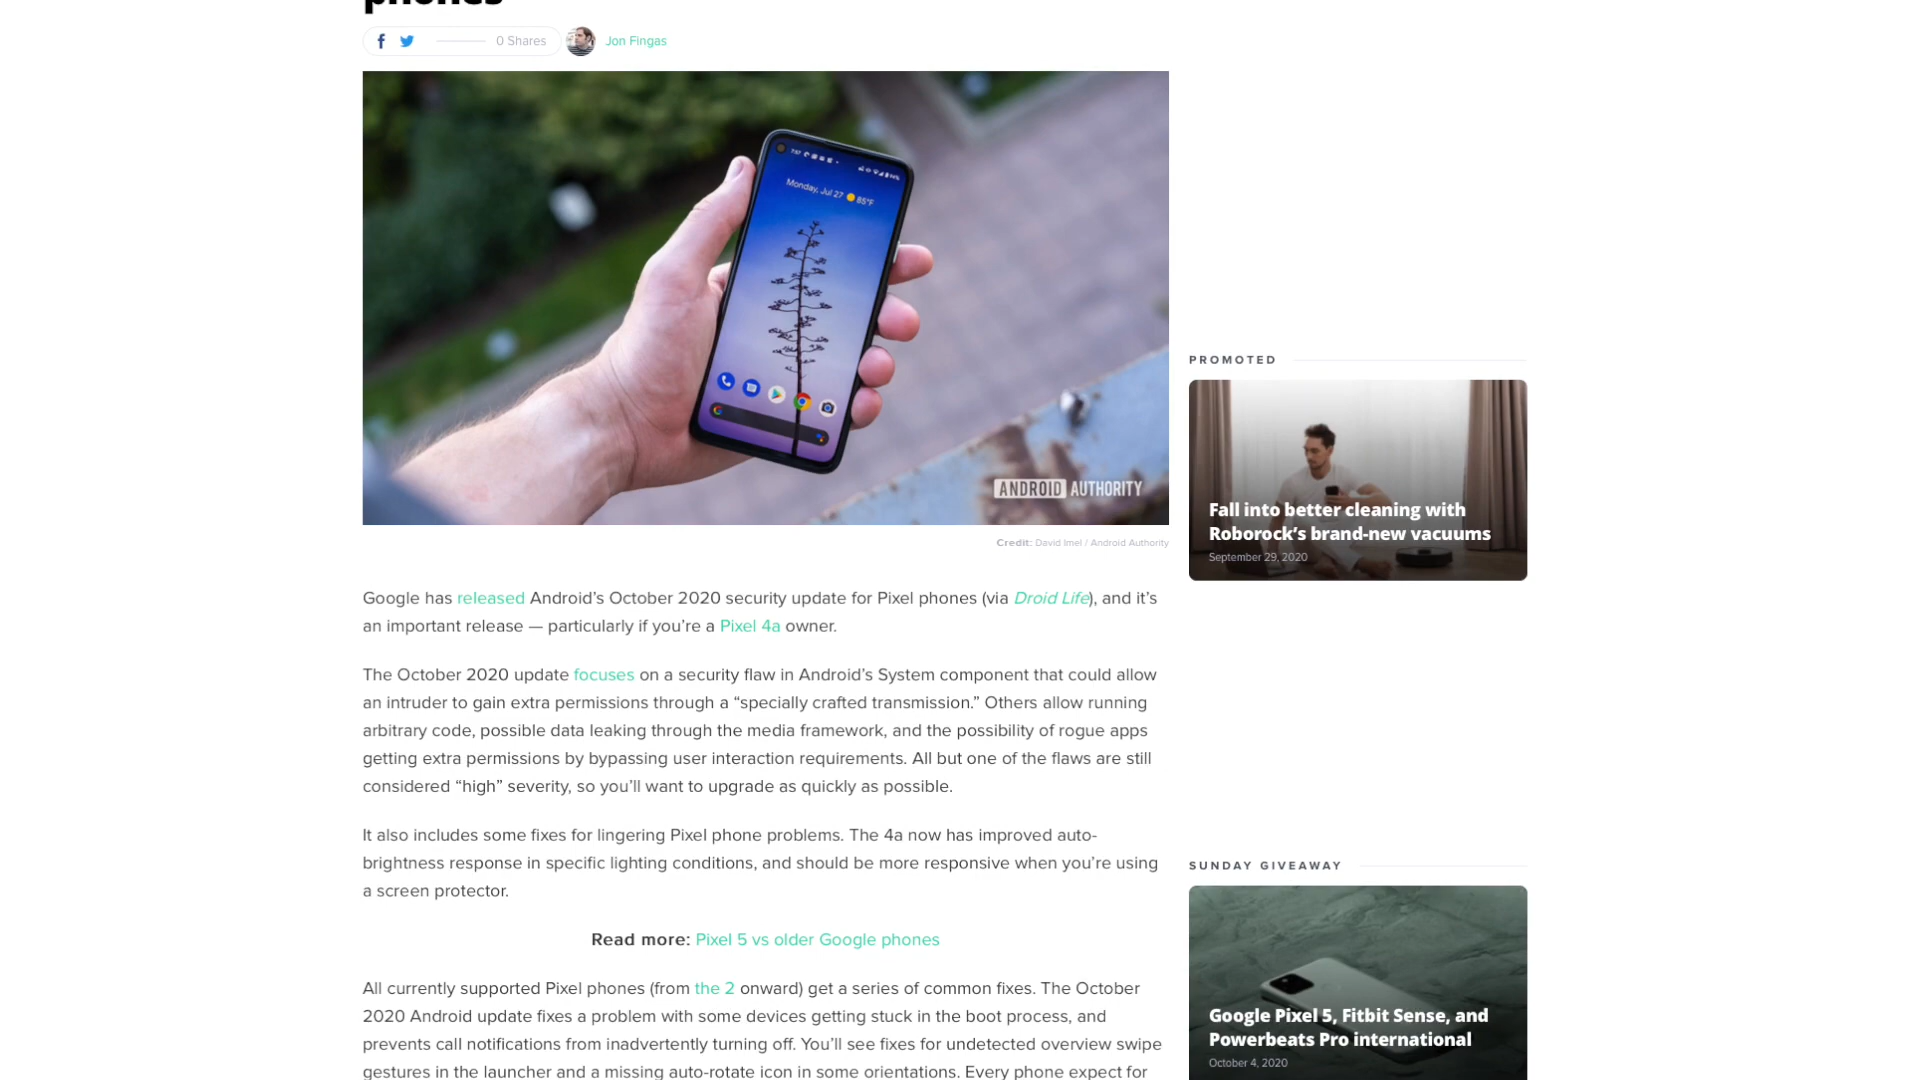 phones
0 Shares
Jon Fingas
Monday, Jul 27 85°F
ANDROID AUTHORITY
Credit: David Imel / Android Authority
Google has released Android’s October 2020 security update for Pixel phones (via Droid Life), and it’s
an important release — particularly if you’re a Pixel 4a owner.
The October 2020 update focuses on a security flaw in Android’s System component that could allow
an intruder to gain extra permissions through a “specially crafted transmission.” Others allow running
arbitrary code, possible data leaking through the media framework, and the possibility of rogue apps
getting extra permissions by bypassing user interaction requirements. All but one of the flaws are still
considered “high” severity, so you’ll want to upgrade as quickly as possible.
It also includes some fixes for lingering Pixel phone problems. The 4a now has improved auto-
brightness response in specific lighting conditions, and should be more responsive when you’re using
a screen protector.
Read more: Pixel 5 vs older Google phones
All currently supported Pixel phones (from the 2 onward) get a series of common fixes. The October
2020 Android update fixes a problem with some devices getting stuck in the boot process, and
prevents call notifications from inadvertently turning off. You’ll see fixes for undetected overview swipe
gestures in the launcher and a missing auto-rotate icon in some orientations. Every phone expect for
PROMOTED
Fall into better cleaning with
Roborock’s brand-new vacuums
September 29, 2020
SUNDAY GIVEAWAY
Google Pixel 5, Fitbit Sense, and
Powerbeats Pro international
October 4, 2020